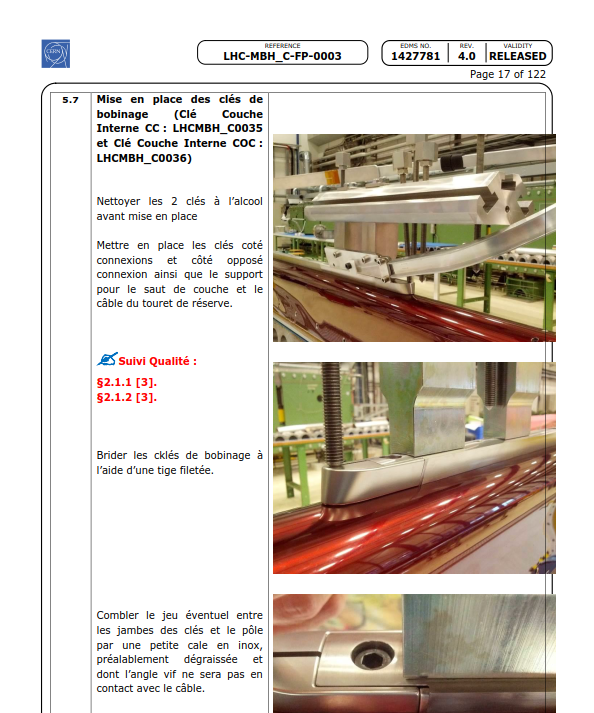 CERN
REFERENCE
LHC-MBH_C-FP-0003
EDMS NO.
REV.
VALIDITY
1427781
4.0
RELEASED
Page 17 of 122
5.7
Mise en place des clés de
bobinage (Clé Couche
Interne CC : LHCMBH_C0035
et Clé Couche Interne COC :
LHCMBH_C0036)
Nettoyer les 2 clés à l’alcool
avant mise en place
Mettre en place les clés coté
connexions et côté opposé
connexion ainsi que le support
pour le saut de couche et le
câble du touret de réserve.
Suivi Qualité :
§2.1.1 [3].
§2.1.2 [3].
Brider les cklés de bobinage à
l’aide d’une tige filetée.
Combler le jeu éventuel entre
les jambes des clés et le pôle
par une petite cale en inox,
préalablement dégraissée et
dont l’angle vif ne sera pas en
contact avec le câble.